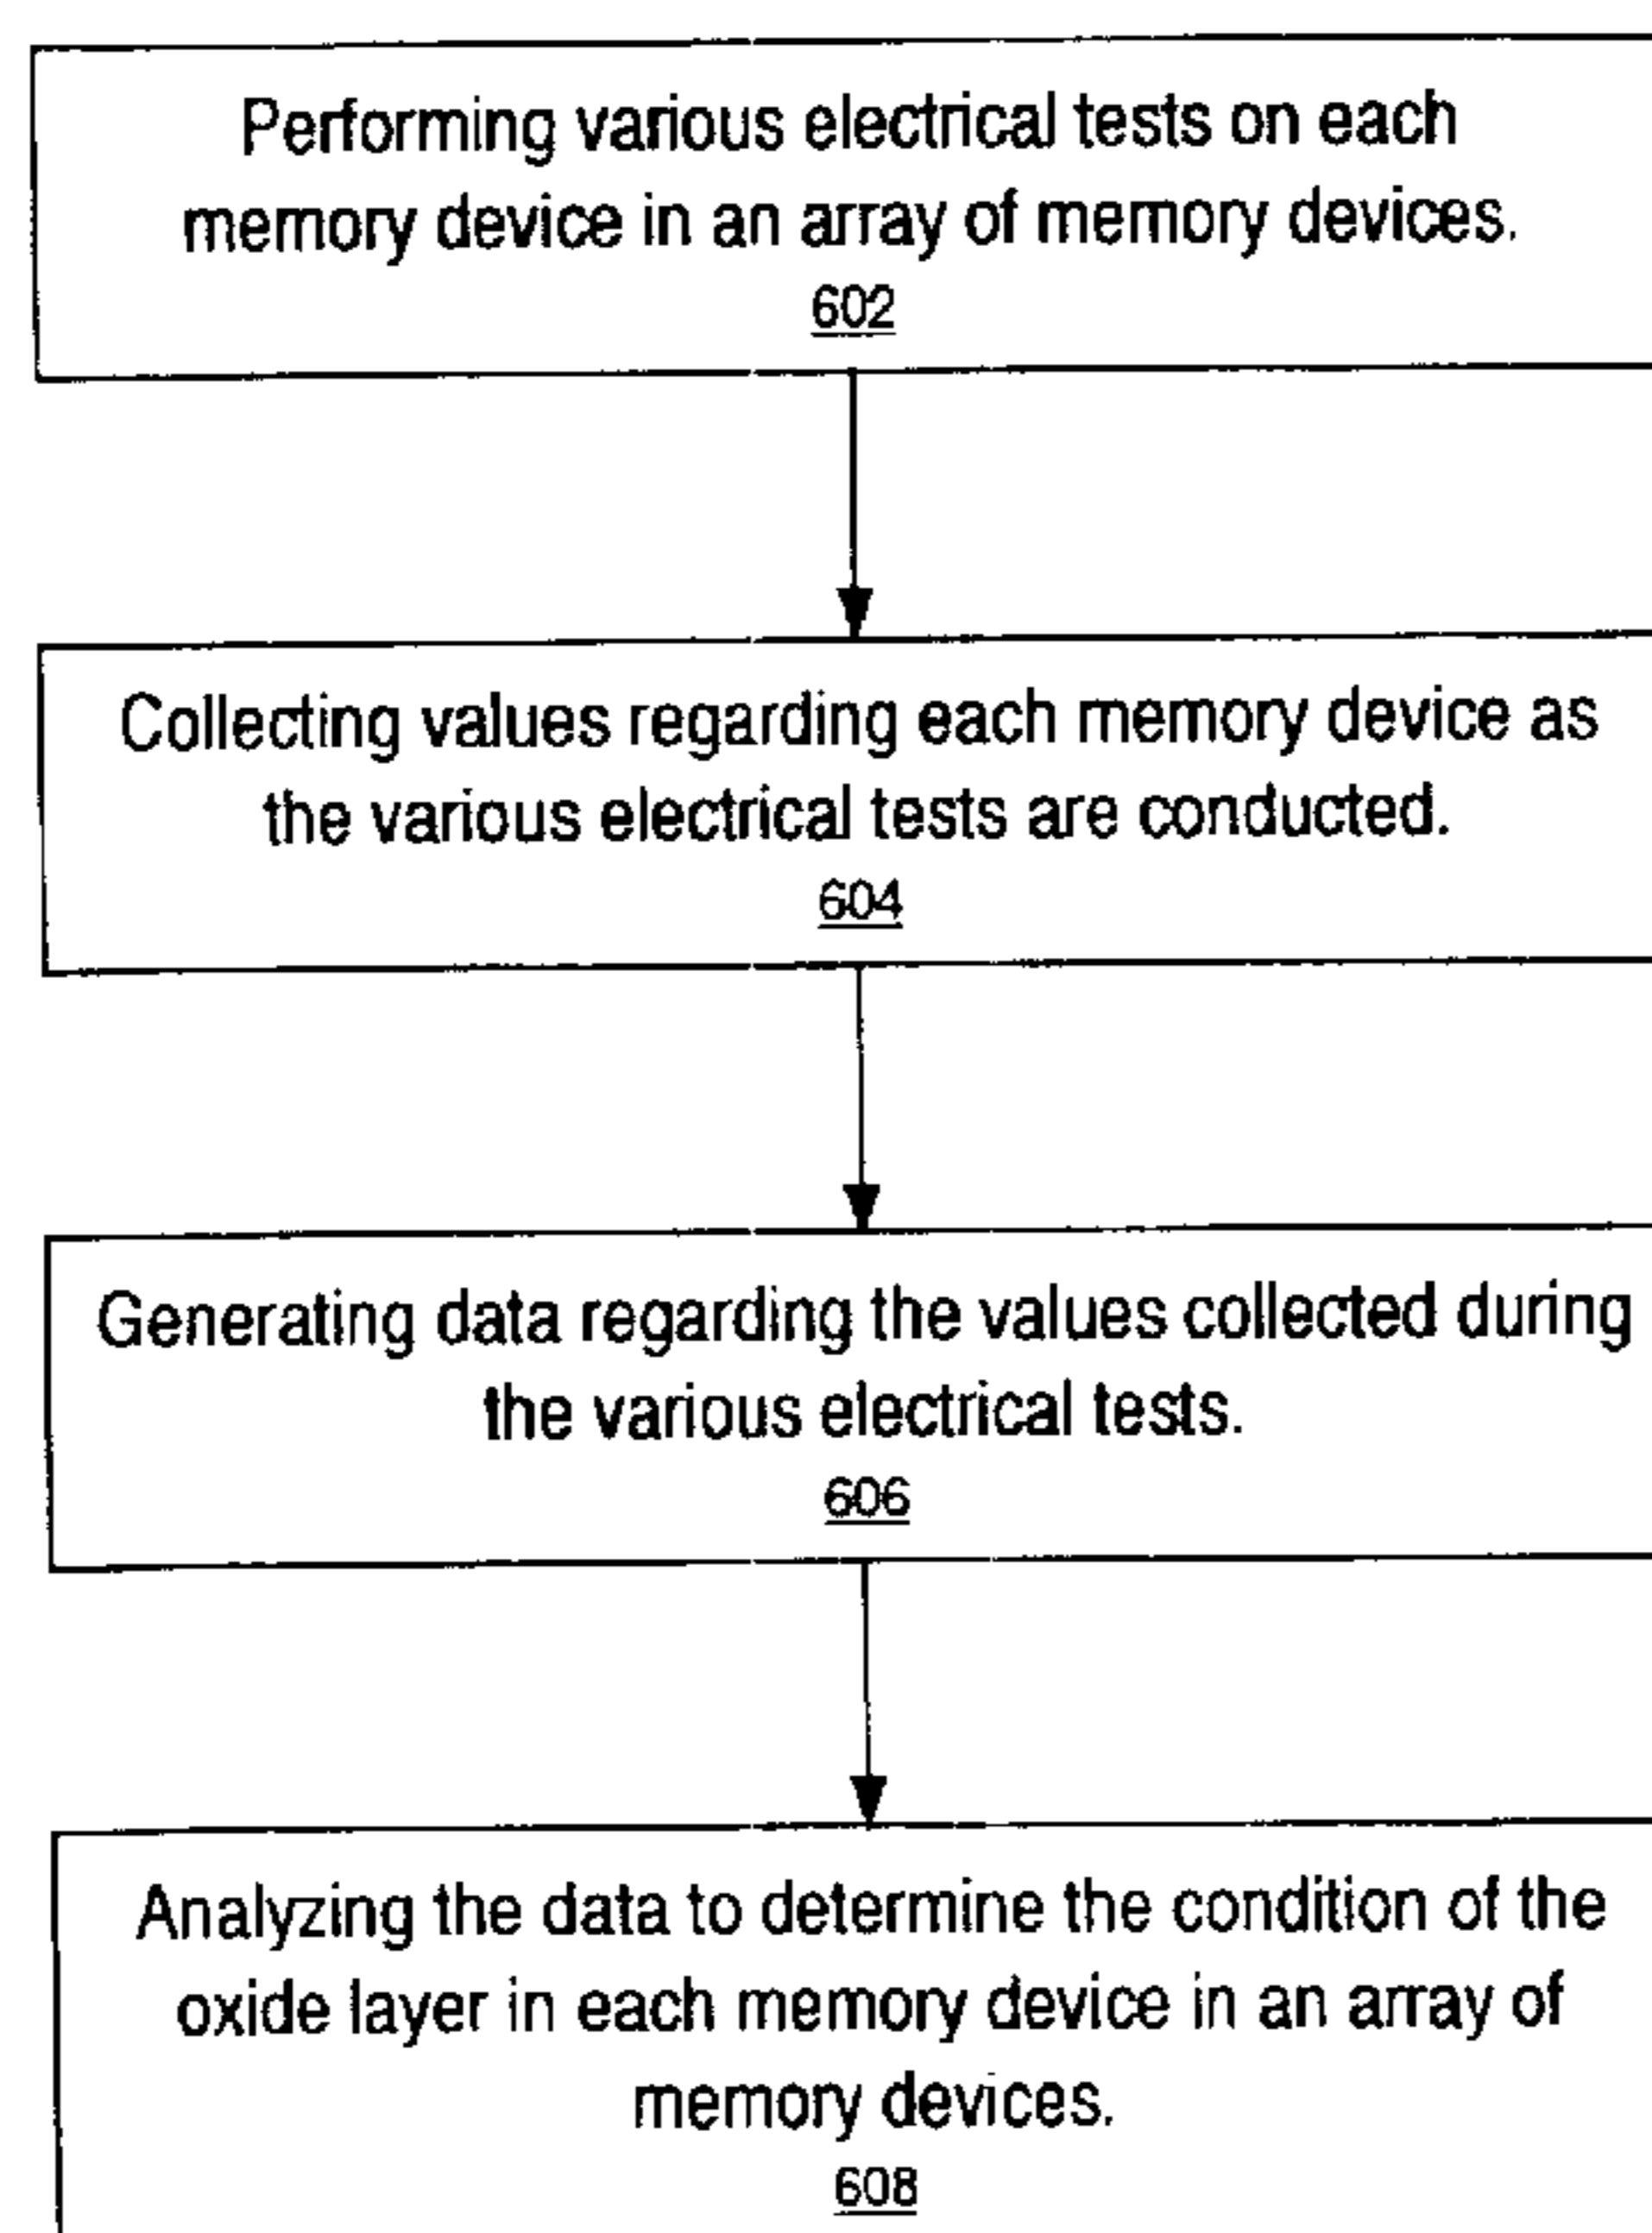 Performing various electrical tests on each
memory device in an array of memory devices.
602
Collecting values regarding each memory device as
the various electrical tests are conducted.
604
Generating data regarding the values collected during
the various electrical tests.
606
Analyzing the data to determine the condition of the
oxide layer in each memory device in an array of
memory devices.
608